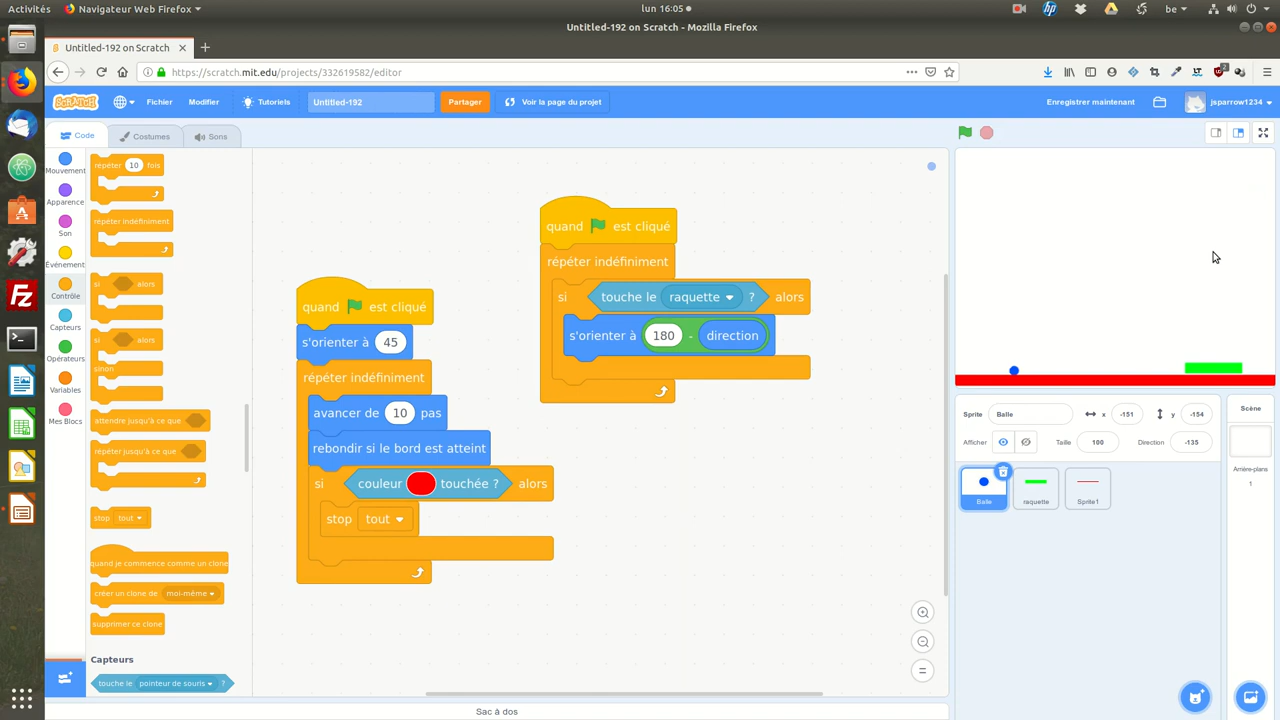 Activités
Navigateur Web Firefox
lun 16:05
be
Untitled-192 on Scratch - Mozilla Firefox
Untitled-192 on Scratch
https://scratch.mit.edu/projects/332619582/editor
SCRATCH
Fichier
Modifier
Tutoriels
Untitled-192
Partager
Voir la page du projet
Enregistrer maintenant
jsparrow1234
Code
Costumes
Sons
Mouvement
Apparence
Son
Événement
Contrôle
Capteurs
Opérateurs
Variables
Mes Blocs
répéter 10 fois
répéter indéfiniment
si alors
si alors
sinon
attendre jusqu'à ce que
répéter jusqu'à ce que
stop tout
quand je commence comme un clone
créer un clone de moi-même
supprimer ce clone
Capteurs
touche le pointeur de souris ?
quand est cliqué
s'orienter à 45
répéter indéfiniment
avancer de 10 pas
rebondir si le bord est atteint
si couleur touchée ? alors
stop tout
quand est cliqué
répéter indéfiniment
si touche le raquette ? alors
s'orienter à 180 - direction
Sprite Balle x -151 y -154
Afficher Taille 100 Direction -135
Balle
raquette
Sprite1
Scène
Arrière-plans
1
Sac à dos